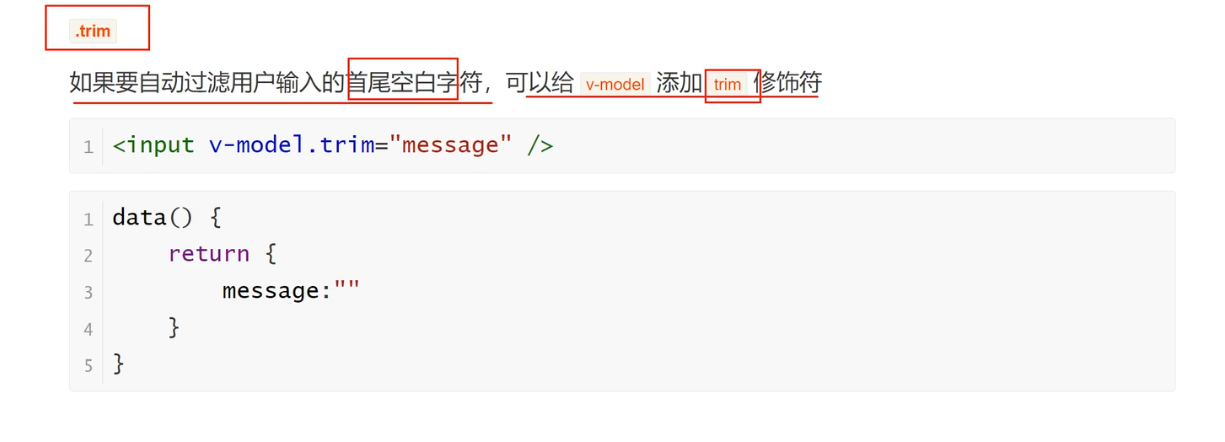 .trim
如果要自动过滤用户输入的首尾空白字符，可以给 v-model 添加 trim 修饰符
1 <input v-model.trim="message" />
1 data() {
2     return {
3         message:""
4     }
5 }